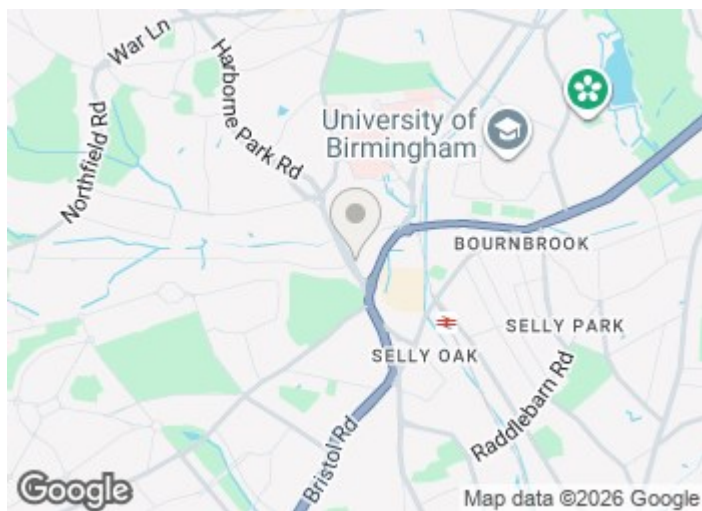 War Ln
Harborne Park Rd
Northfield Rd
University of
Birmingham
BOURNBROOK
SELLY PARK
SELLY OAK
Raddlebarn Rd
Bristol Rd
Google
Map data ©2026 Google